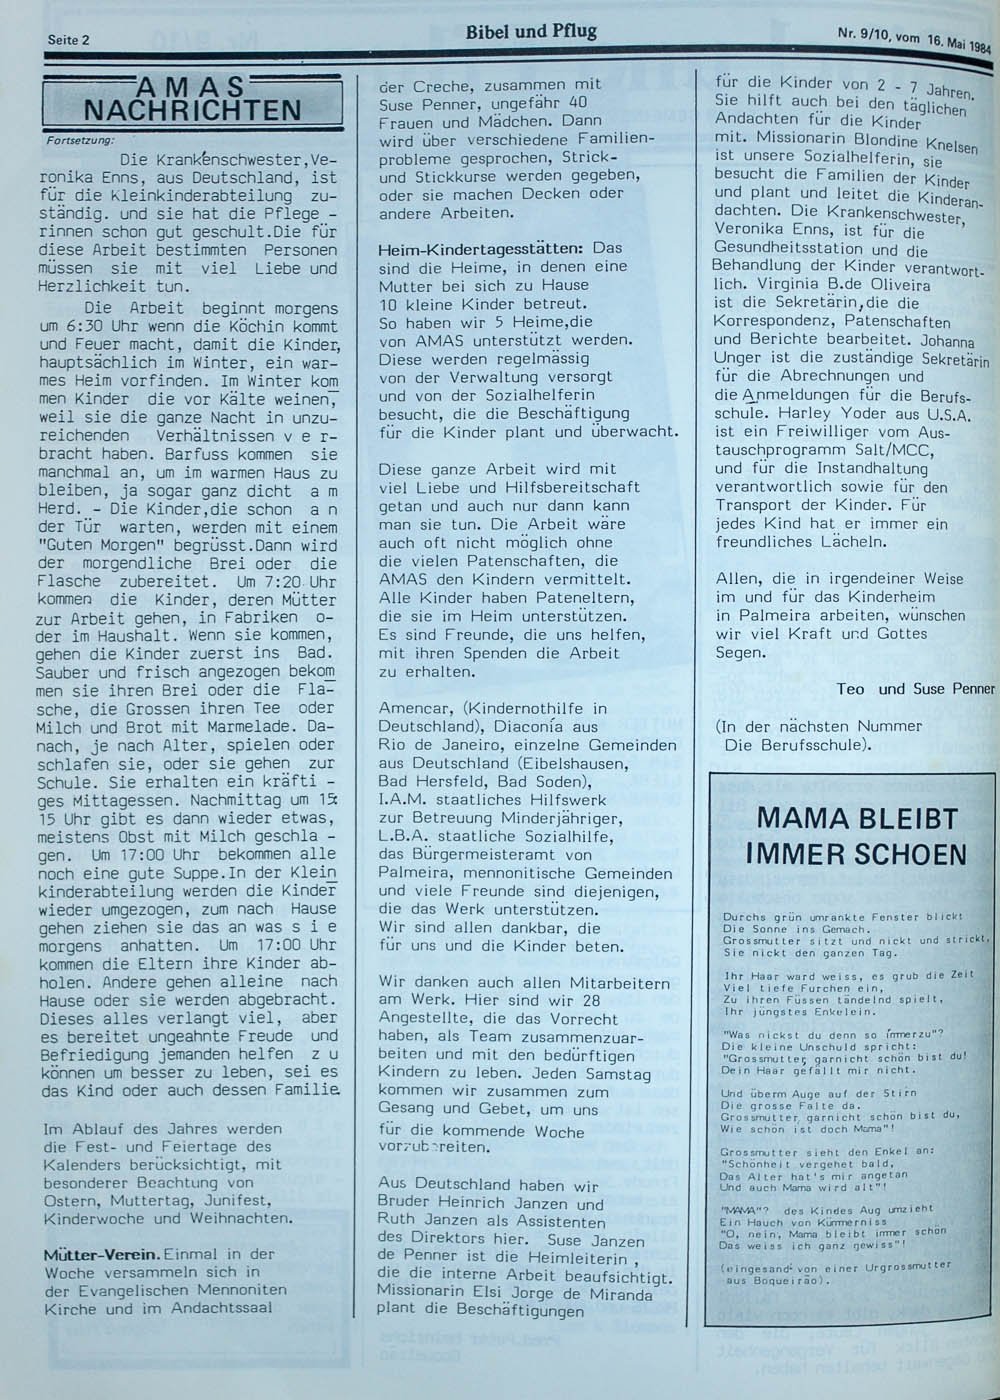 Seite 2
Bibel und Pflug
Nr. 9/10, vom 16. Mai 1984
AMAS
NACHRICHTEN
Fortsetzung:
Die Krankenschwester,Ve-
ronika Enns, aus Deutschland, ist
für die kleinkinderabteilung zu-
ständig. und sie hat die Pflege -
rinnen schon gut geschult.Die für
diese Arbeit bestimmten Personen
müssen sie mit viel Liebe und
Herzlichkeit tun.
Die Arbeit beginnt morgens
um 6:30 Uhr wenn die Köchin kommt
und Feuer macht, damit die Kinder,
hauptsächlich im Winter, ein war-
mes Heim vorfinden. Im Winter kom
men Kinder die vor Kälte weinen,
weil sie die ganze Nacht in unzu-
reichenden Verhältnissen v e r-
bracht haben. Barfuss kommen sie
manchmal an, um im warmen Haus zu
bleiben, ja sogar ganz dicht a m
Herd. - Die Kinder,die schon a n
der Tür warten, werden mit einem
"Guten Morgen" begrüsst.Dann wird
der morgendliche Brei oder die
Flasche zubereitet. Um 7:20 Uhr
kommen die Kinder, deren Mütter
zur Arbeit gehen, in Fabriken o-
der im Haushalt. Wenn sie kommen,
gehen die Kinder zuerst ins Bad.
Sauber und frisch angezogen bekom
men sie ihren Brei oder die Fla-
sche, die Grossen ihren Tee oder
Milch und Brot mit Marmelade. Da-
nach, je nach Alter, spielen oder
schlafen sie, oder sie gehen zur
Schule. Sie erhalten ein kräfti -
ges Mittagessen. Nachmittag um 15:
15 Uhr gibt es dann wieder etwas,
meistens Obst mit Milch geschla -
gen. Um 17:00 Uhr bekommen alle
noch eine gute Suppe.In der Klein
kinderabteilung werden die Kinder
wieder umgezogen, zum nach Hause
gehen ziehen sie das an was s i e
morgens anhatten. Um 17:00 Uhr
kommen die Eltern ihre Kinder ab-
holen. Andere gehen alleine nach
Hause oder sie werden abgebracht.
Dieses alles verlangt viel, aber
es bereitet ungeahnte Freude und
Befriedigung jemanden helfen z u
können um besser zu leben, sei es
das Kind oder auch dessen Familie.
Im Ablauf des Jahres werden
die Fest- und Feiertage des
Kalenders berücksichtigt, mit
besonderer Beachtung von
Ostern, Muttertag, Junifest,
Kinderwoche und Weihnachten.
Mütter-Verein. Einmal in der
Woche versammeln sich in
der Evangelischen Mennoniten
Kirche und im Andachtssaal
der Creche, zusammen mit
Suse Penner, ungefähr 40
Frauen und Mädchen. Dann
wird über verschiedene Familien-
probleme gesprochen, Strick-
und Stickkurse werden gegeben,
oder sie machen Decken oder
andere Arbeiten.
Heim-Kindertagesstätten: Das
sind die Heime, in denen eine
Mutter bei sich zu Hause
10 kleine Kinder betreut.
So haben wir 5 Heime,die
von AMAS unterstützt werden.
Diese werden regelmässig
von der Verwaltung versorgt
und von der Sozialhelferin
besucht, die die Beschäftigung
für die Kinder plant und überwacht.
Diese ganze Arbeit wird mit
viel Liebe und Hilfsbereitschaft
getan und auch nur dann kann
man sie tun. Die Arbeit wäre
auch oft nicht möglich ohne
die vielen Patenschaften, die
AMAS den Kindern vermittelt.
Alle Kinder haben Pateneltern,
die sie im Heim unterstützen.
Es sind Freunde, die uns helfen,
mit ihren Spenden die Arbeit
zu erhalten.
Amencar, (Kindernothilfe in
Deutschland), Diaconía aus
Rio de Janeiro, einzelne Gemeinden
aus Deutschland (Eibelshausen,
Bad Hersfeld, Bad Soden),
I.A.M. staatliches Hilfswerk
zur Betreuung Minderjähriger,
L.B.A. staatliche Sozialhilfe,
das Bürgermeisteramt von
Palmeira, mennonitische Gemeinden
und viele Freunde sind diejenigen,
die das Werk unterstützen.
Wir sind allen dankbar, die
für uns und die Kinder beten.
Wir danken auch allen Mitarbeitern
am Werk. Hier sind wir 28
Angestellte, die das Vorrecht
haben, als Team zusammenzuar-
beiten und mit den bedürftigen
Kindern zu leben. Jeden Samstag
kommen wir zusammen zum
Gesang und Gebet, um uns
für die kommende Woche
vorzubereiten.
Aus Deutschland haben wir
Bruder Heinrich Janzen und
Ruth Janzen als Assistenten
des Direktors hier. Suse Janzen
de Penner ist die Heimleiterin ,
die die interne Arbeit beaufsichtigt.
Missionarin Elsi Jorge de Miranda
plant die Beschäftigungen
für die Kinder von 2 - 7 Jahren.
Sie hilft auch bei den täglichen
Andachten für die Kinder
mit. Missionarin Blondine Knelsen
ist unsere Sozialhelferin, sie
besucht die Familien der Kinder
und plant und leitet die Kinderan-
dachten. Die Krankenschwester,
Veronika Enns, ist für die
Gesundheitsstation und die
Behandlung der Kinder verantwort-
lich. Virginia B.de Oliveira
ist die Sekretärin,die die
Korrespondenz, Patenschaften
und Berichte bearbeitet. Johanna
Unger ist die zuständige Sekretärin
für die Abrechnungen und
die Anmeldungen für die Berufs-
schule. Harley Yoder aus U.S.A.
ist ein Freiwilliger vom Aus-
tauschprogramm Salt/MCC,
und für die Instandhaltung
verantwortlich sowie für den
Transport der Kinder. Für
jedes Kind hat er immer ein
freundliches Lächeln.
Allen, die in irgendeiner Weise
im und für das Kinderheim
in Palmeira arbeiten, wünschen
wir viel Kraft und Gottes
Segen.
Teo und Suse Penner
(In der nächsten Nummer
Die Berufsschule).
MAMA BLEIBT
IMMER SCHOEN
Durchs grün umrankte Fenster blickt
Die Sonne ins Gemach.
Grossmutter sitzt und nickt und strickt,
Sie nickt den ganzen Tag.
Ihr Haar ward weiss, es grub die Zeit
Viel tiefe Furchen ein,
Zu ihren Füssen tändelnd spielt,
Ihr jüngstes Enkelein.
"Was nickst du denn so immerzu"?
Die kleine Unschuld spricht:
"Grossmutter, garnicht schön bist du!
Dein Haar gefällt mir nicht.
Und überm Auge auf der Stirn
Die grosse Falte da.
Grossmutter garnicht schön bist du,
Wie schön ist doch Mama"!
Grossmutter sieht den Enkel an:
"Schönheit vergehet bald,
Das Alter hat's mir angetan
Und auch Mama wird alt"!
"MAMA"? des Kindes Aug umzieht
Ein Hauch von Kümmerniss
"O, nein, Mama bleibt immer schön
Das weiss ich ganz gewiss"!
(eingesand von einer Urgrossmutter
aus Boqueirão).